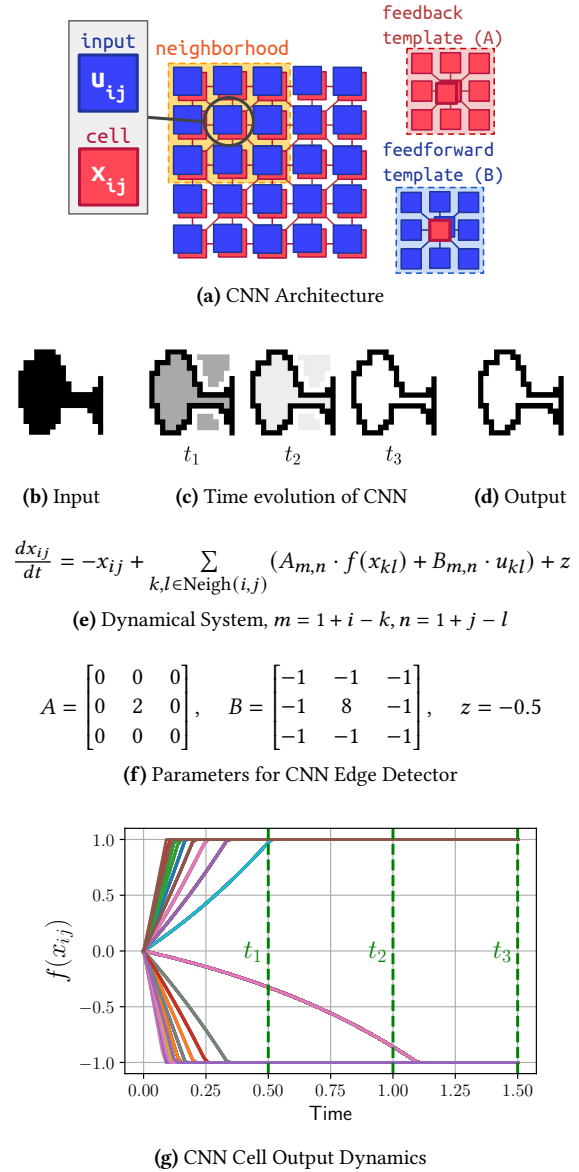 input
u_ij
cell
x_ij
neighborhood
feedback
template (A)
feedforward
template (B)
(a) CNN Architecture
t₁ t₂ t₃
(b) Input (c) Time evolution of CNN (d) Output
dx_ij/dt = −x_ij + ∑_{k,l∈Neigh(i,j)} (A_{m,n} · f(x_kl) + B_{m,n} · u_kl) + z
(e) Dynamical System, m = 1 + i − k, n = 1 + j − l
A = [0 0 0; 0 2 0; 0 0 0], B = [−1 −1 −1; −1 8 −1; −1 −1 −1], z = −0.5
(f) Parameters for CNN Edge Detector
f(x_ij)
1.0
0.5
0.0
−0.5
−1.0
t₁ t₂ t₃
0.00 0.25 0.50 0.75 1.00 1.25 1.50
Time
(g) CNN Cell Output Dynamics